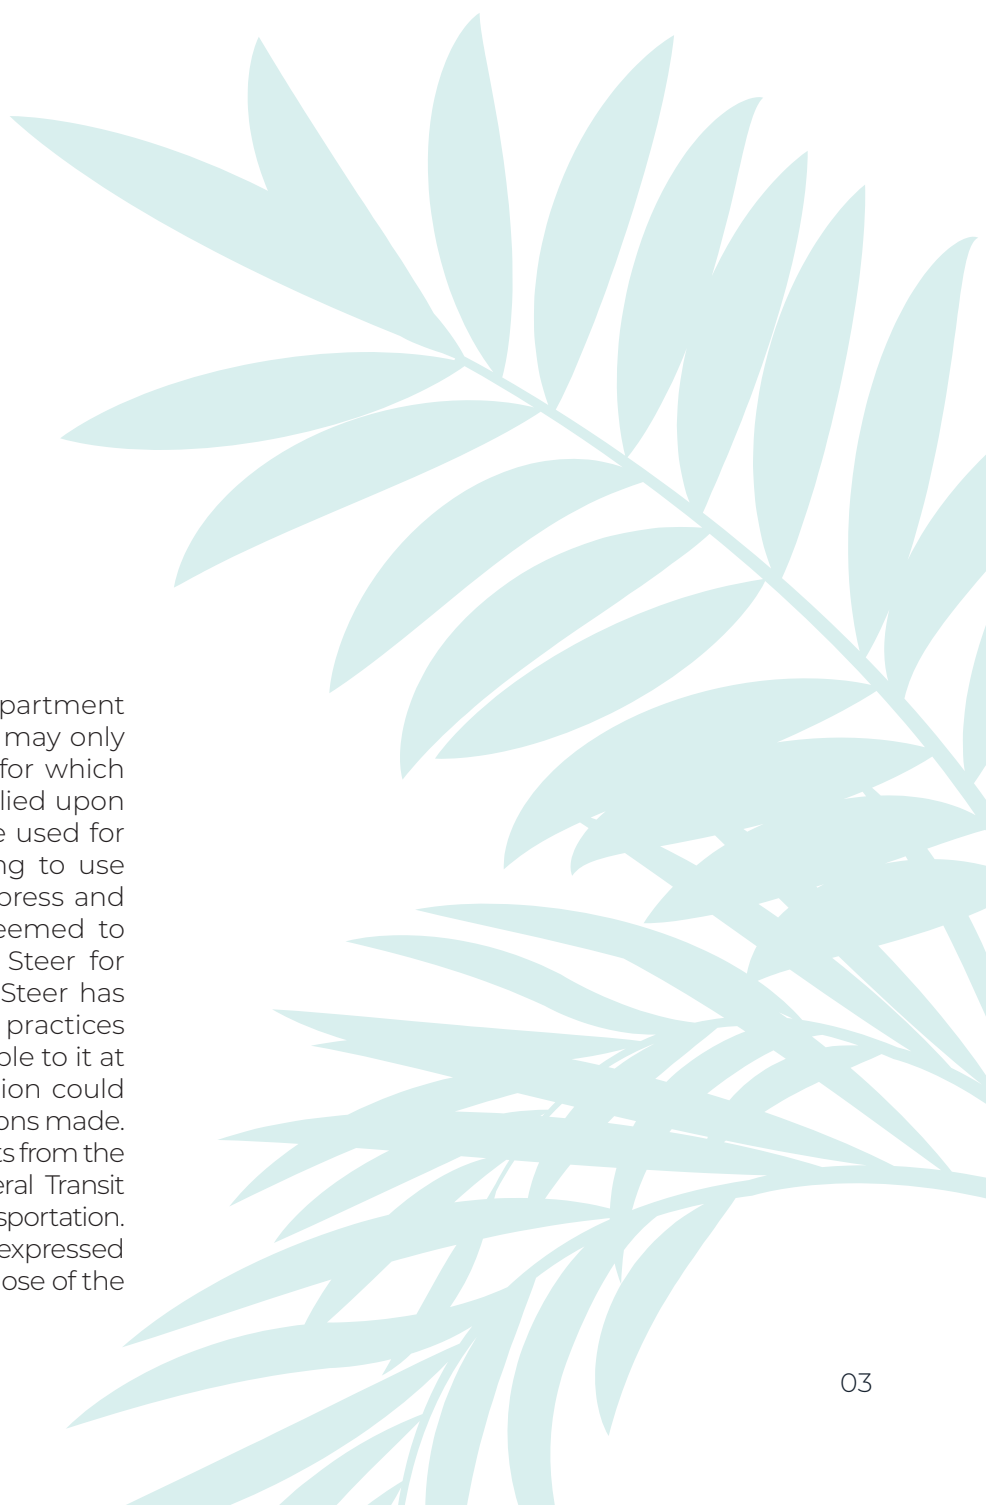 partment
may only
for which
lied upon
e used for
ng to use
press and
eemed to
Steer for
Steer has
practices
ble to it at
tion could
ons made.
ts from the
eral Transit
sportation.
expressed
ose of the
03